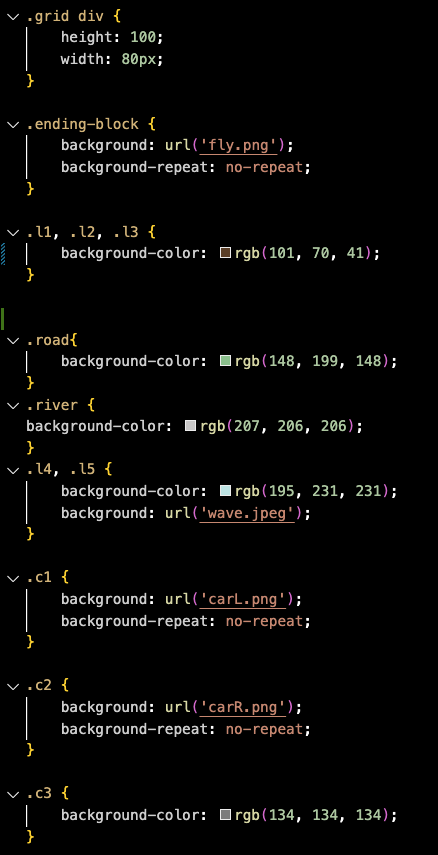 .grid div {
height: 100;
width: 80px;
}
.ending-block {
background: url('fly.png');
background-repeat: no-repeat;
}
.l1, .l2, .l3 {
background-color: rgb(101, 70, 41);
}
.road{
background-color: rgb(148, 199, 148);
}
.river {
background-color: rgb(207, 206, 206);
}
.l4, .l5 {
background-color: rgb(195, 231, 231);
background: url('wave.jpeg');
}
.c1 {
background: url('carL.png');
background-repeat: no-repeat;
}
.c2 {
background: url('carR.png');
background-repeat: no-repeat;
}
.c3 {
background-color: rgb(134, 134, 134);
}